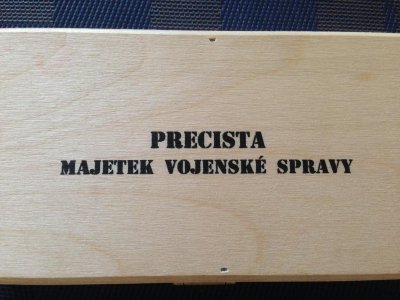 PRECISTA
MAJETEK VOJENSKÉ SPRAVY